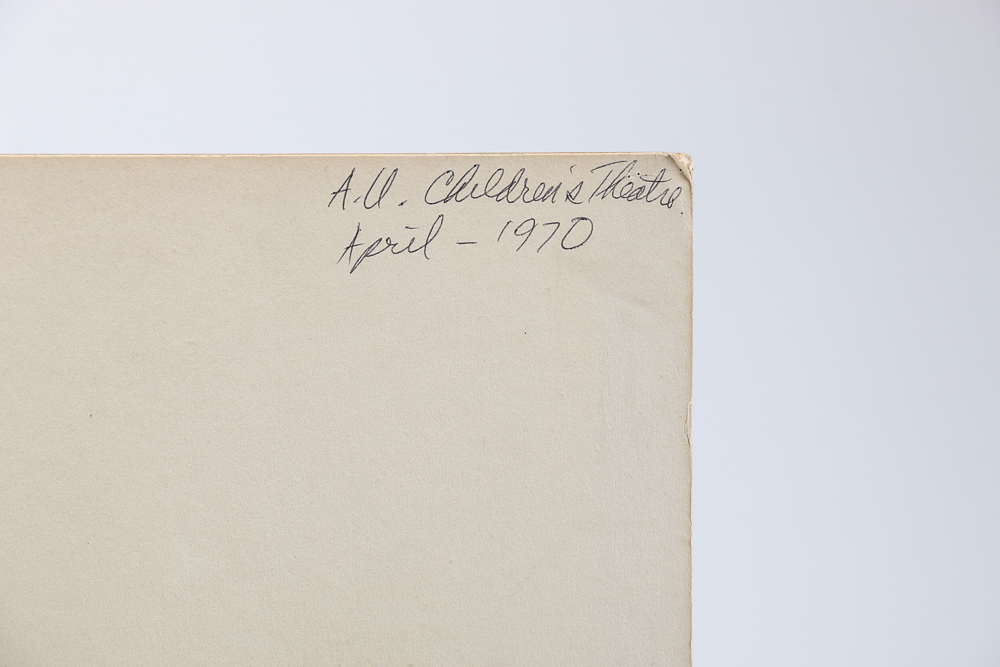 A.U. Children's Theatre.
April - 1970